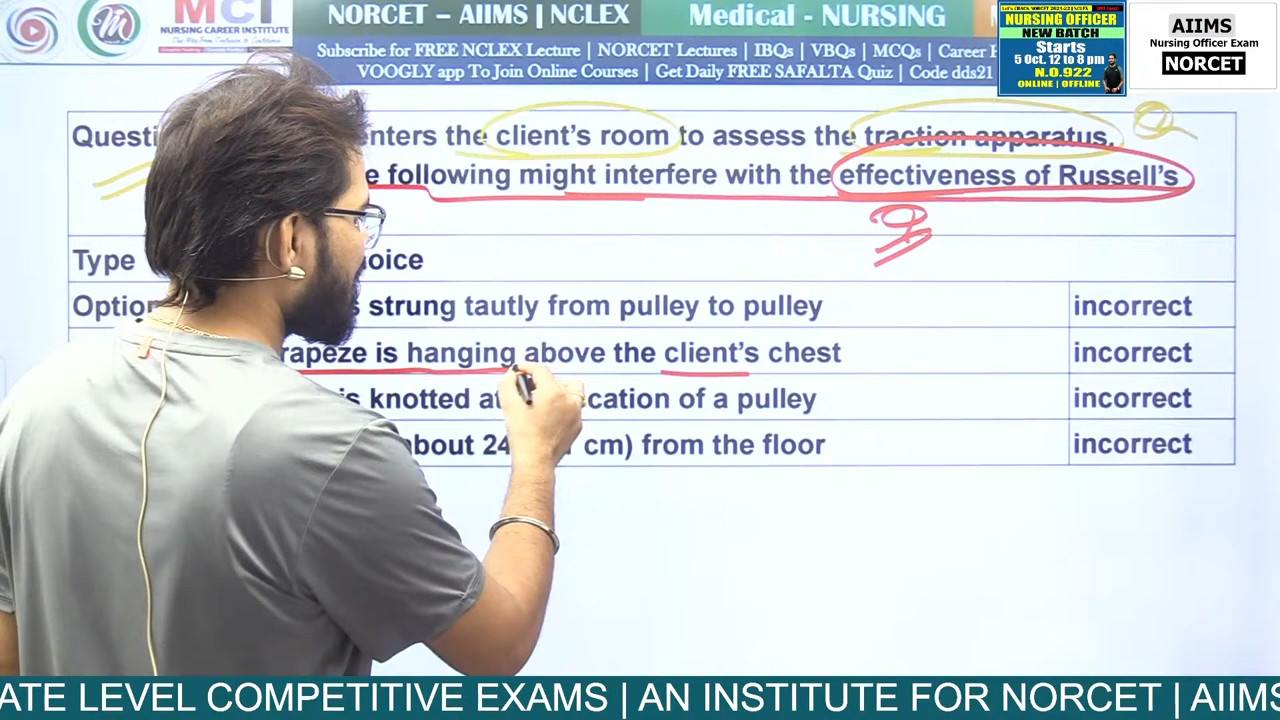 MCI
NURSING CAREER INSTITUTE
NORCET – AIIMS | NCLEX
Medical - NURSING
Subscribe for FREE NCLEX Lecture | NORCET Lectures | IBQs | VBQs | MCQs | Career
VOOGLY app To Join Online Courses | Get Daily FREE SAFALTA Quiz | Code dds21
NURSING OFFICER
NEW BATCH
Starts
5 Oct. 12 to 8 pm
N.O.922
ONLINE | OFFLINE
AIIMS
Nursing Officer Exam
NORCET
Questi enters the client's room to assess the traction apparatus.
e following might interfere with the effectiveness of Russell's
Type oice
Option s strung tautly from pulley to pulley incorrect
rapeze is hanging above the client's chest incorrect
is knotted at cation of a pulley incorrect
about 24 cm) from the floor incorrect
ATE LEVEL COMPETITIVE EXAMS | AN INSTITUTE FOR NORCET | AIIMS